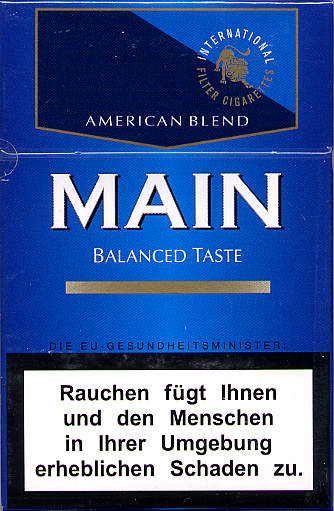 INTERNATIONAL
FILTER CIGARETTES
AMERICAN BLEND
MAIN
BALANCED TASTE
DIE EU-GESUNDHEITSMINISTER:
Rauchen fügt Ihnen
und den Menschen
in Ihrer Umgebung
erheblichen Schaden zu.